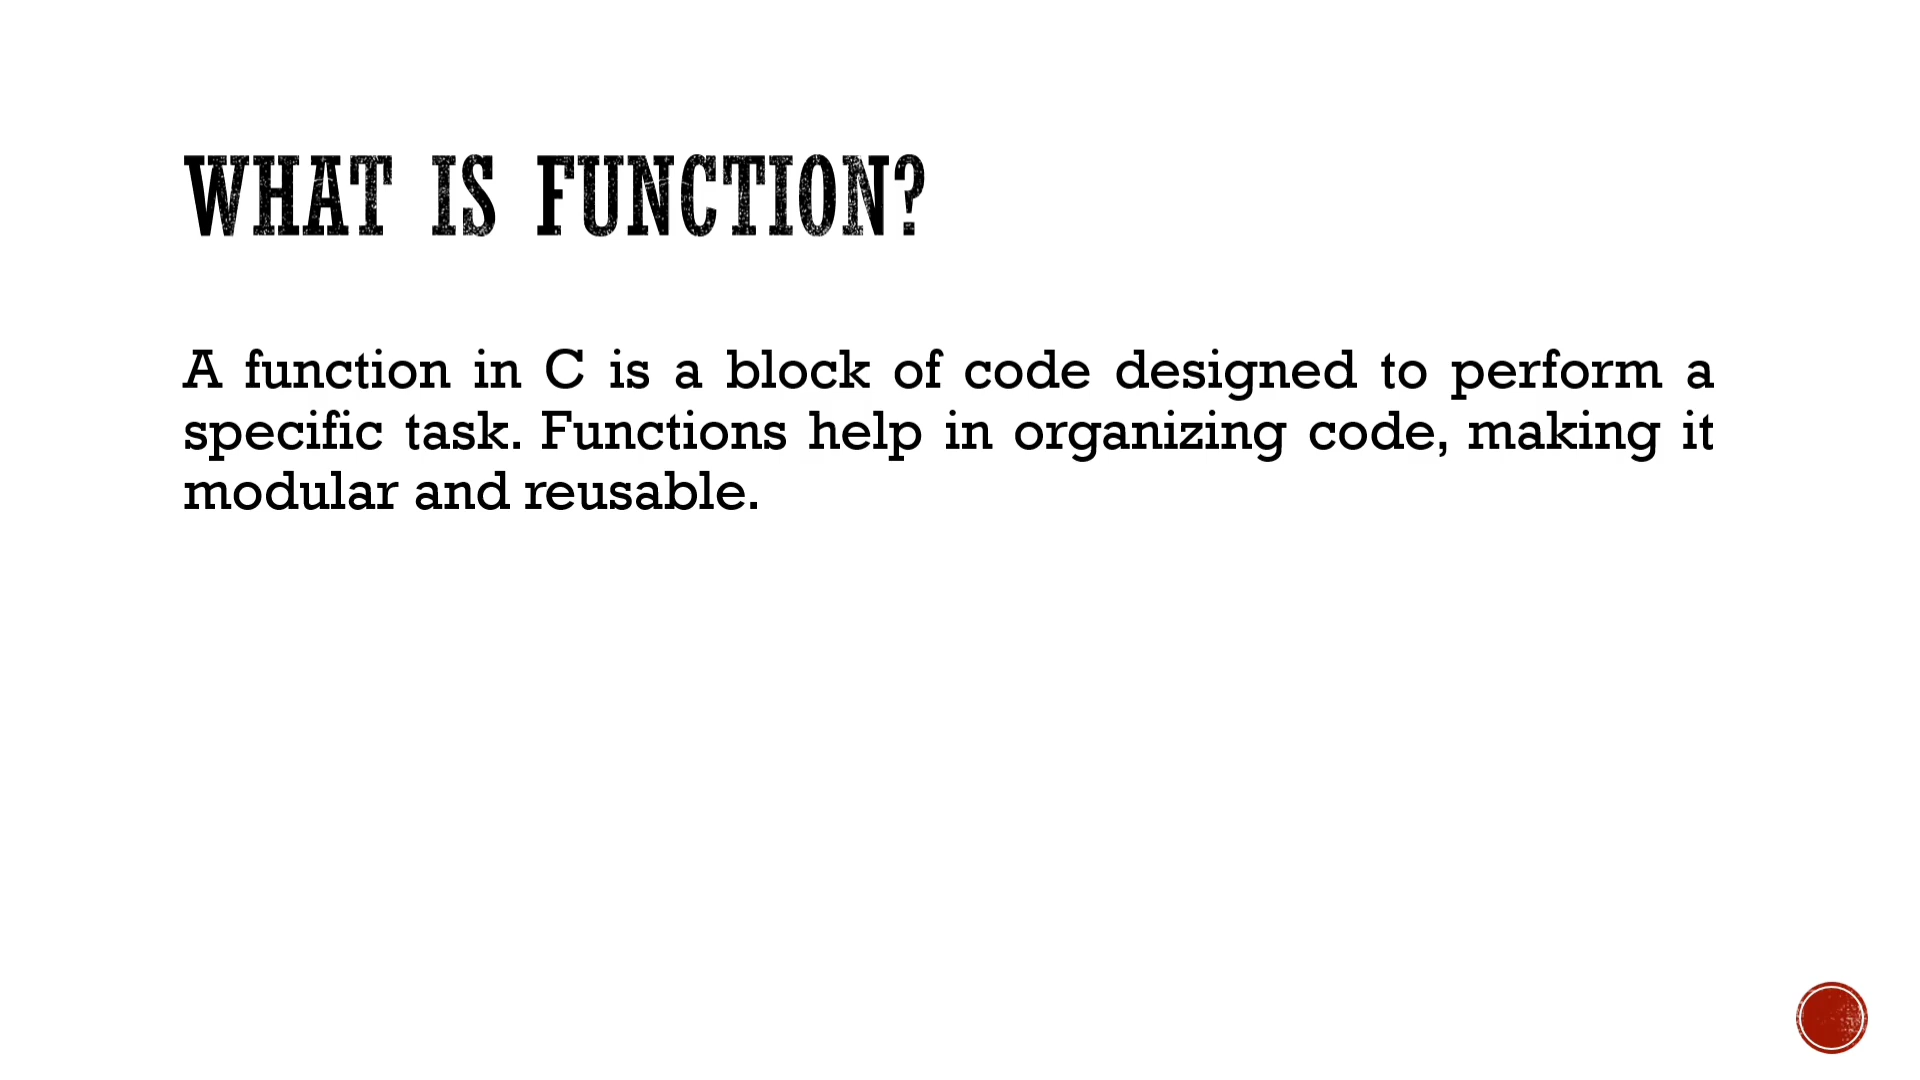 WHAT IS FUNCTION?
A function in C is a block of code designed to perform a
specific task. Functions help in organizing code, making it
modular and reusable.